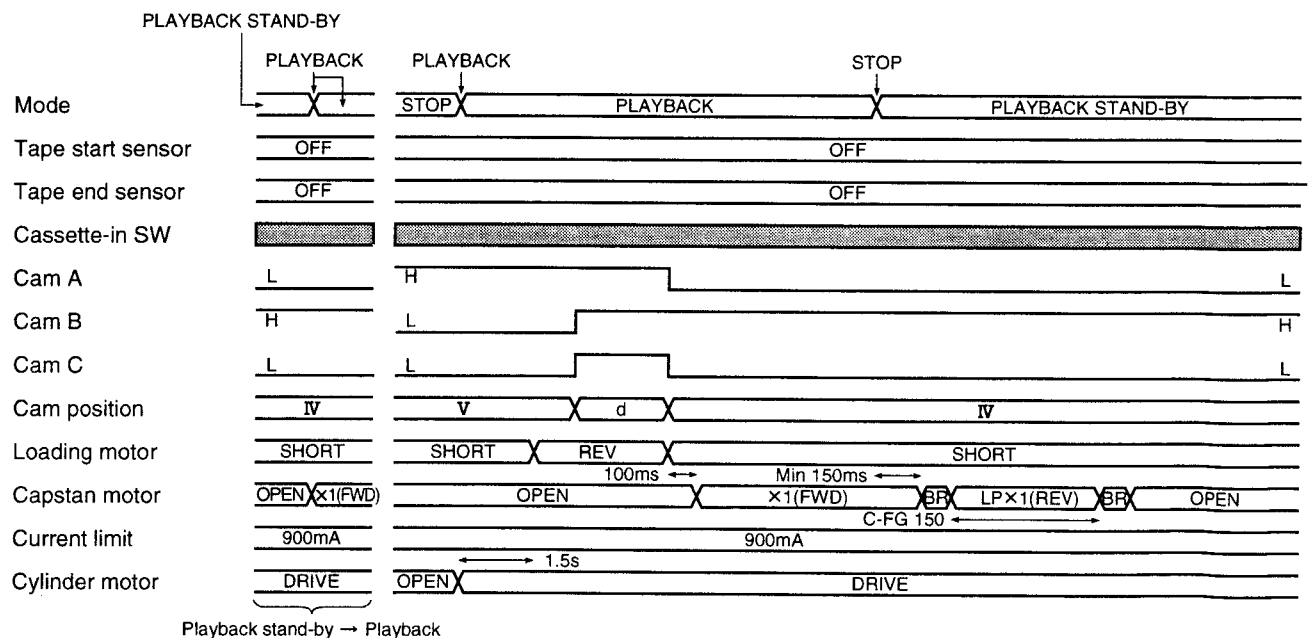 PLAYBACK STAND-BY
PLAYBACK PLAYBACK STOP
Mode STOP PLAYBACK PLAYBACK STAND-BY
Tape start sensor OFF OFF
Tape end sensor OFF OFF
Cassette-in SW
Cam A L H L
Cam B H L H
Cam C L L L
Cam position Ⅳ Ⅴ d Ⅳ
Loading motor SHORT SHORT REV SHORT
100ms Min 150ms
Capstan motor OPEN ×1(FWD) OPEN ×1(FWD) BR LP×1(REV) BR OPEN
C-FG 150
Current limit 900mA 900mA
1.5s
Cylinder motor DRIVE OPEN DRIVE
Playback stand-by → Playback